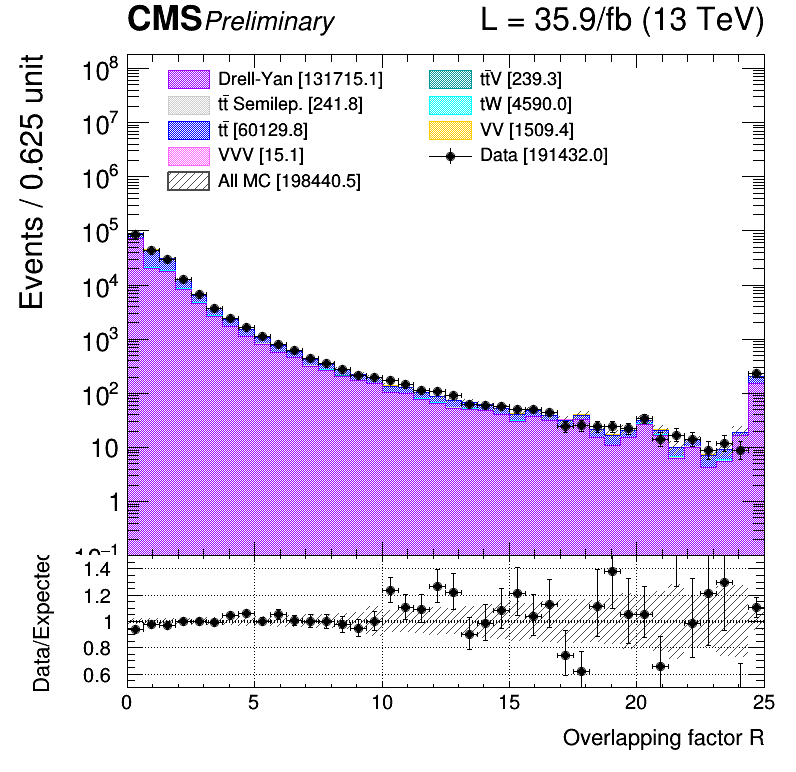 CMS Preliminary L = 35.9/fb (13 TeV)
Events / 0.625 unit
10⁸
10⁷
10⁶
10⁵
10⁴
10³
10²
10
1
10⁻¹
Drell-Yan [131715.1]
tt̄ Semilep. [241.8]
tt̄ [60129.8]
VVV [15.1]
All MC [198440.5]
tt̄V [239.3]
tW [4590.0]
VV [1509.4]
Data [191432.0]
Data/Expected
1.4
1.2
1
0.8
0.6
0 5 10 15 20 25
Overlapping factor R